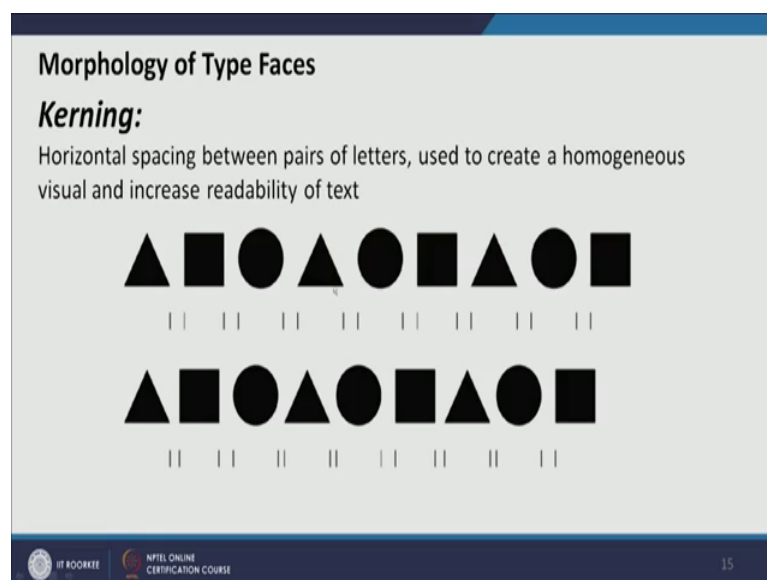 Morphology of Type Faces
Kerning:
Horizontal spacing between pairs of letters, used to create a homogeneous
visual and increase readability of text
IIT ROORKEE
NPTEL ONLINE
CERTIFICATION COURSE
15